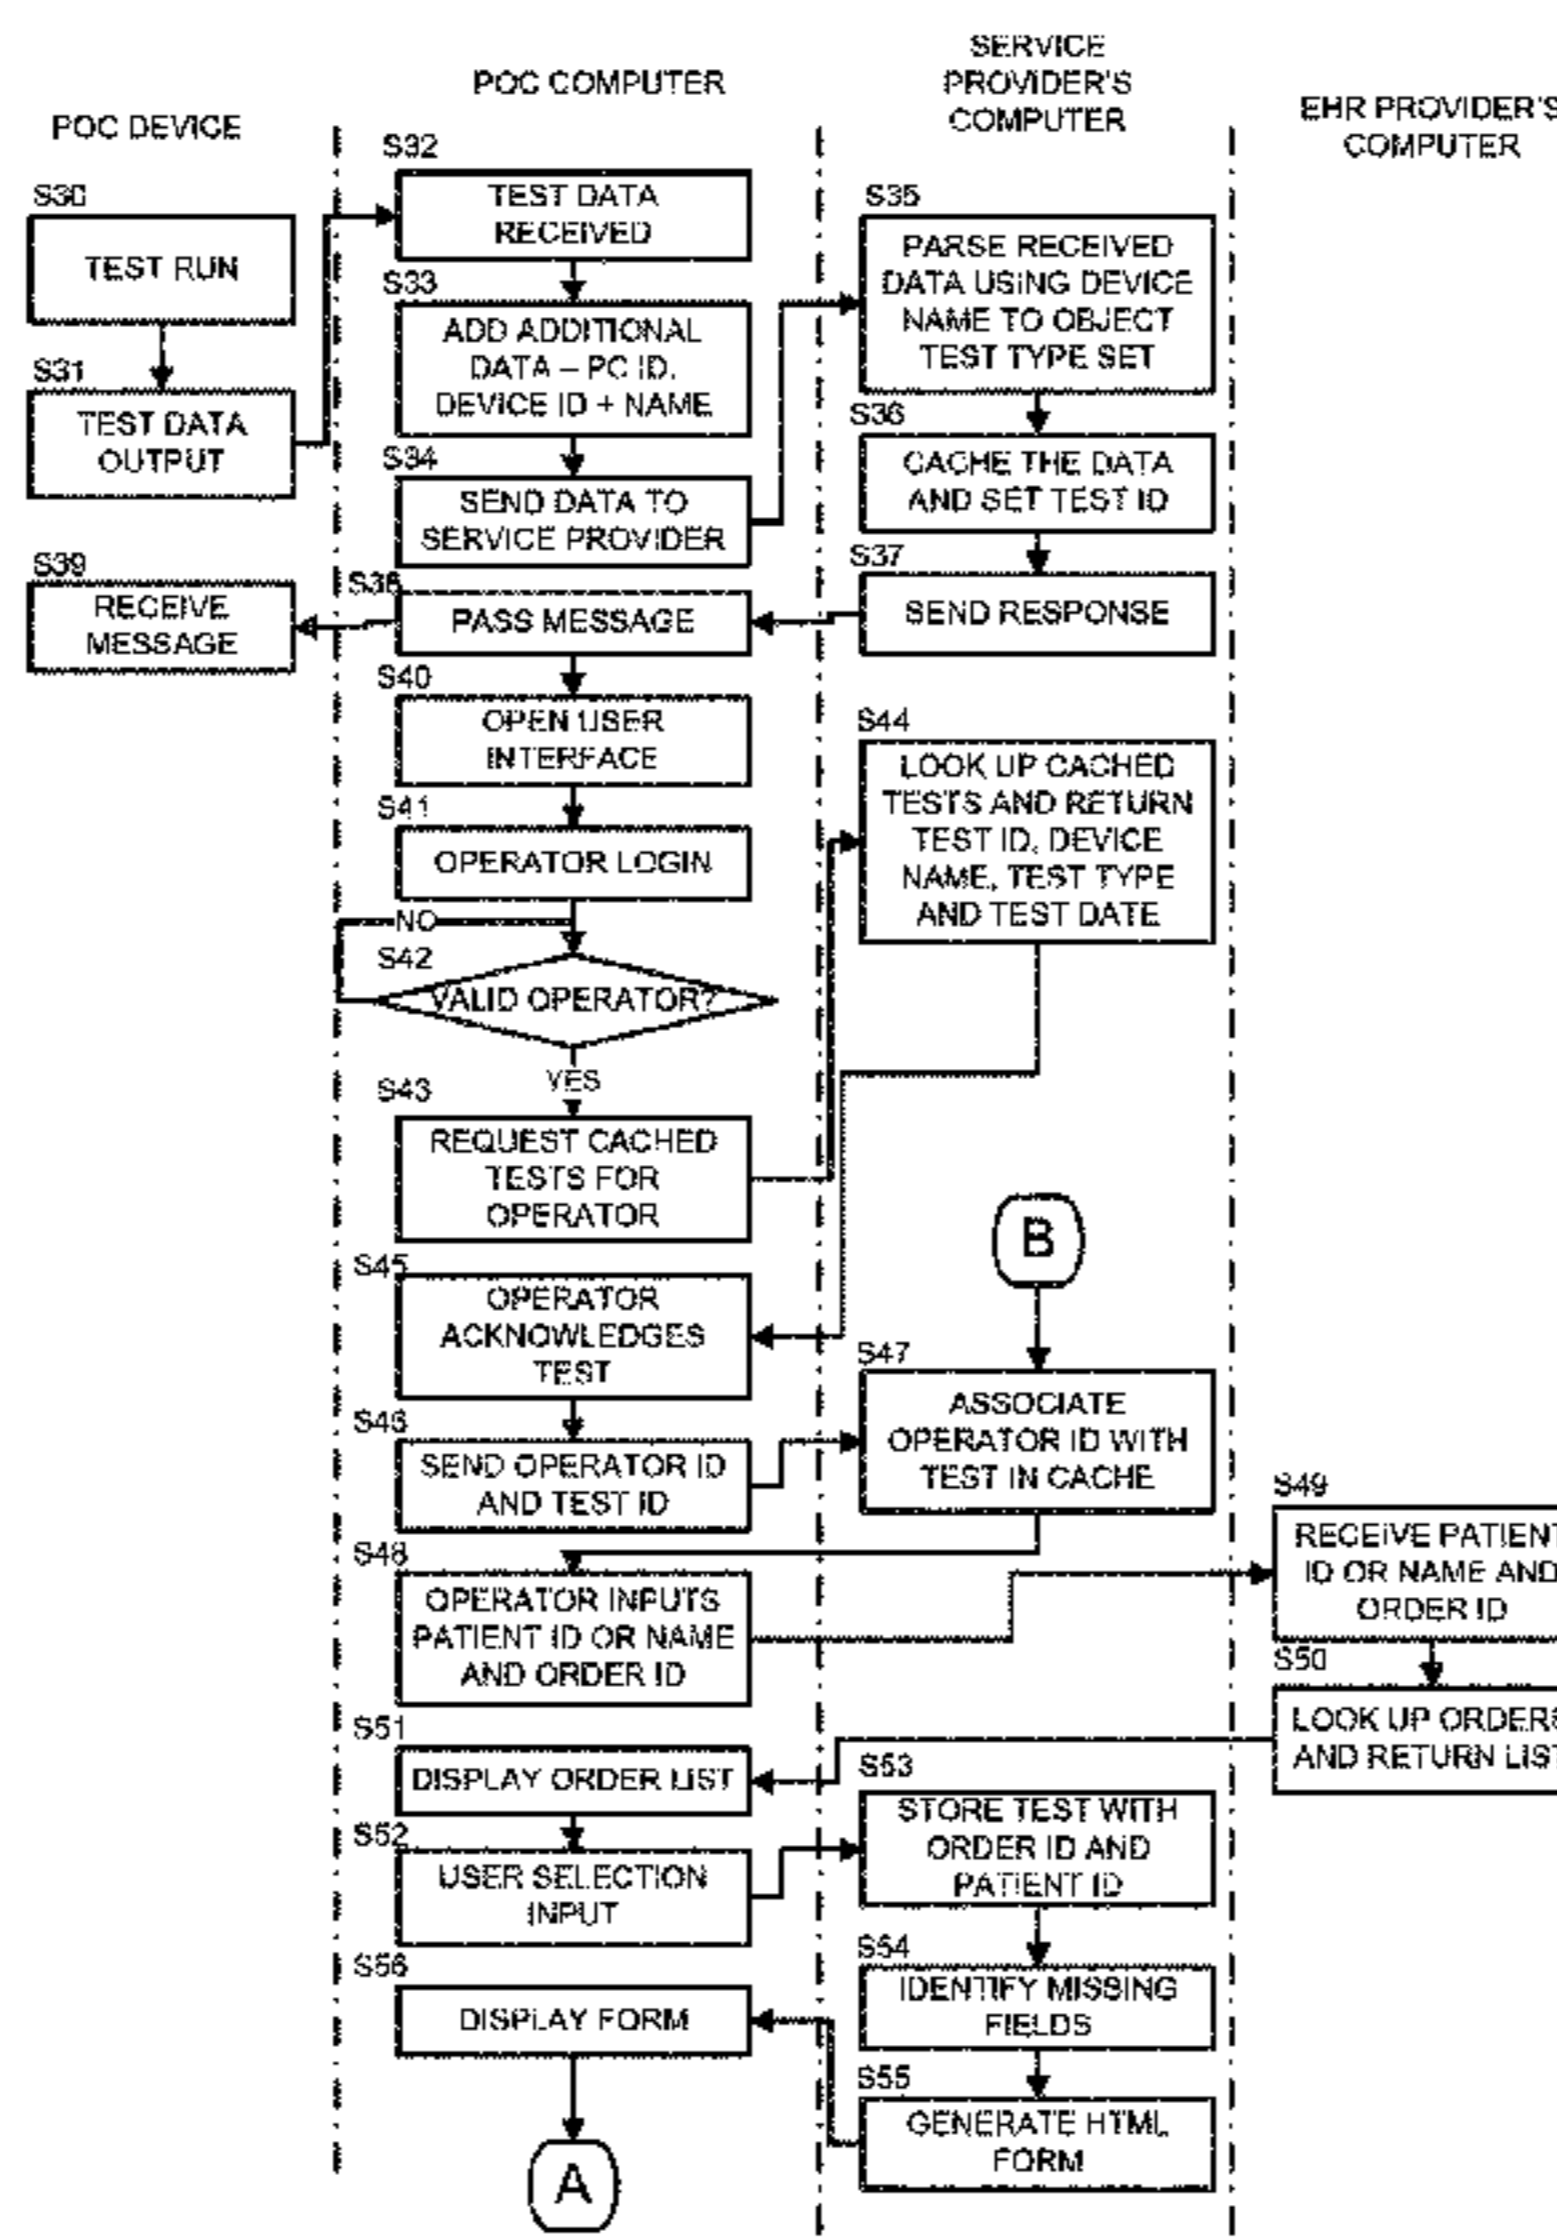 POC DEVICE
POC COMPUTER
SERVICE
PROVIDER'S
COMPUTER
EHR PROVIDER'S
COMPUTER
S30
TEST RUN
S31
TEST DATA
OUTPUT
S32
TEST DATA
RECEIVED
S33
ADD ADDITIONAL
DATA – PC ID,
DEVICE ID + NAME
S34
SEND DATA TO
SERVICE PROVIDER
S35
PARSE RECEIVED
DATA USING DEVICE
NAME TO OBJECT
TEST TYPE SET
S36
CACHE THE DATA
AND SET TEST ID
S37
SEND RESPONSE
S38
PASS MESSAGE
S39
RECEIVE
MESSAGE
S40
OPEN USER
INTERFACE
S41
OPERATOR LOGIN
NO
S42
VALID OPERATOR?
YES
S43
REQUEST CACHED
TESTS FOR
OPERATOR
S44
LOOK UP CACHED
TESTS AND RETURN
TEST ID, DEVICE
NAME, TEST TYPE
AND TEST DATE
S45
OPERATOR
ACKNOWLEDGES
TEST
S46
SEND OPERATOR ID
AND TEST ID
B
S47
ASSOCIATE
OPERATOR ID WITH
TEST IN CACHE
S48
OPERATOR INPUTS
PATIENT ID OR NAME
AND ORDER ID
S49
RECEIVE PATIENT
ID OR NAME AND
ORDER ID
S50
LOOK UP ORDERS
AND RETURN LIST
S51
DISPLAY ORDER LIST
S52
USER SELECTION
INPUT
S53
STORE TEST WITH
ORDER ID AND
PATIENT ID
S54
IDENTIFY MISSING
FIELDS
S55
GENERATE HTML
FORM
S56
DISPLAY FORM
A